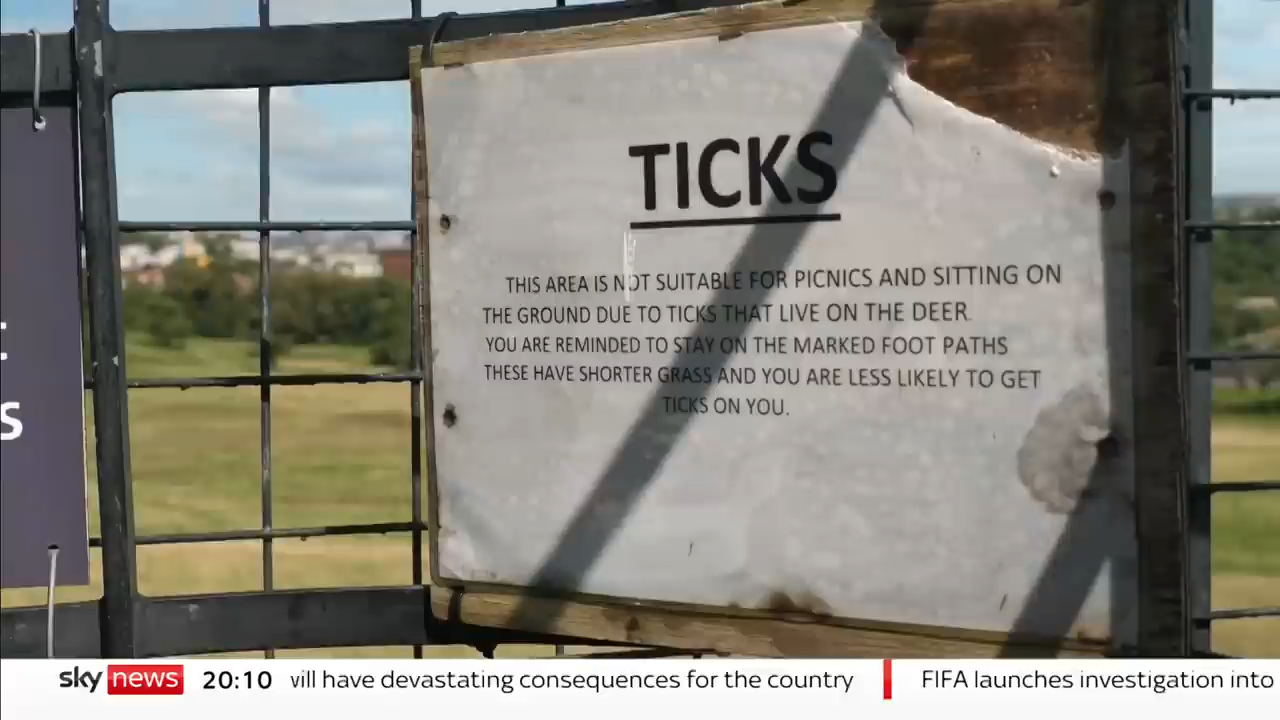 TICKS
THIS AREA IS NOT SUITABLE FOR PICNICS AND SITTING ON
THE GROUND DUE TO TICKS THAT LIVE ON THE DEER.
YOU ARE REMINDED TO STAY ON THE MARKED FOOT PATHS
THESE HAVE SHORTER GRASS AND YOU ARE LESS LIKELY TO GET
TICKS ON YOU.
sky news 20:10 will have devastating consequences for the country FIFA launches investigation into